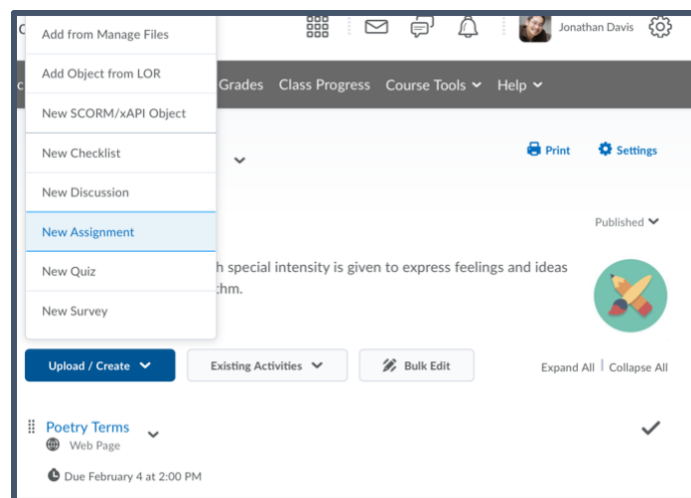 Add from Manage Files
Jonathan Davis
Add Object from LOR
Grades Class Progress Course Tools Help
New SCORM/xAPI Object
New Checklist
Print Settings
New Discussion
Published
New Assignment
h special intensity is given to express feelings and ideas
New Quiz
thm.
New Survey
Upload / Create Existing Activities Bulk Edit Expand All | Collapse All
Poetry Terms
Web Page
Due February 4 at 2:00 PM